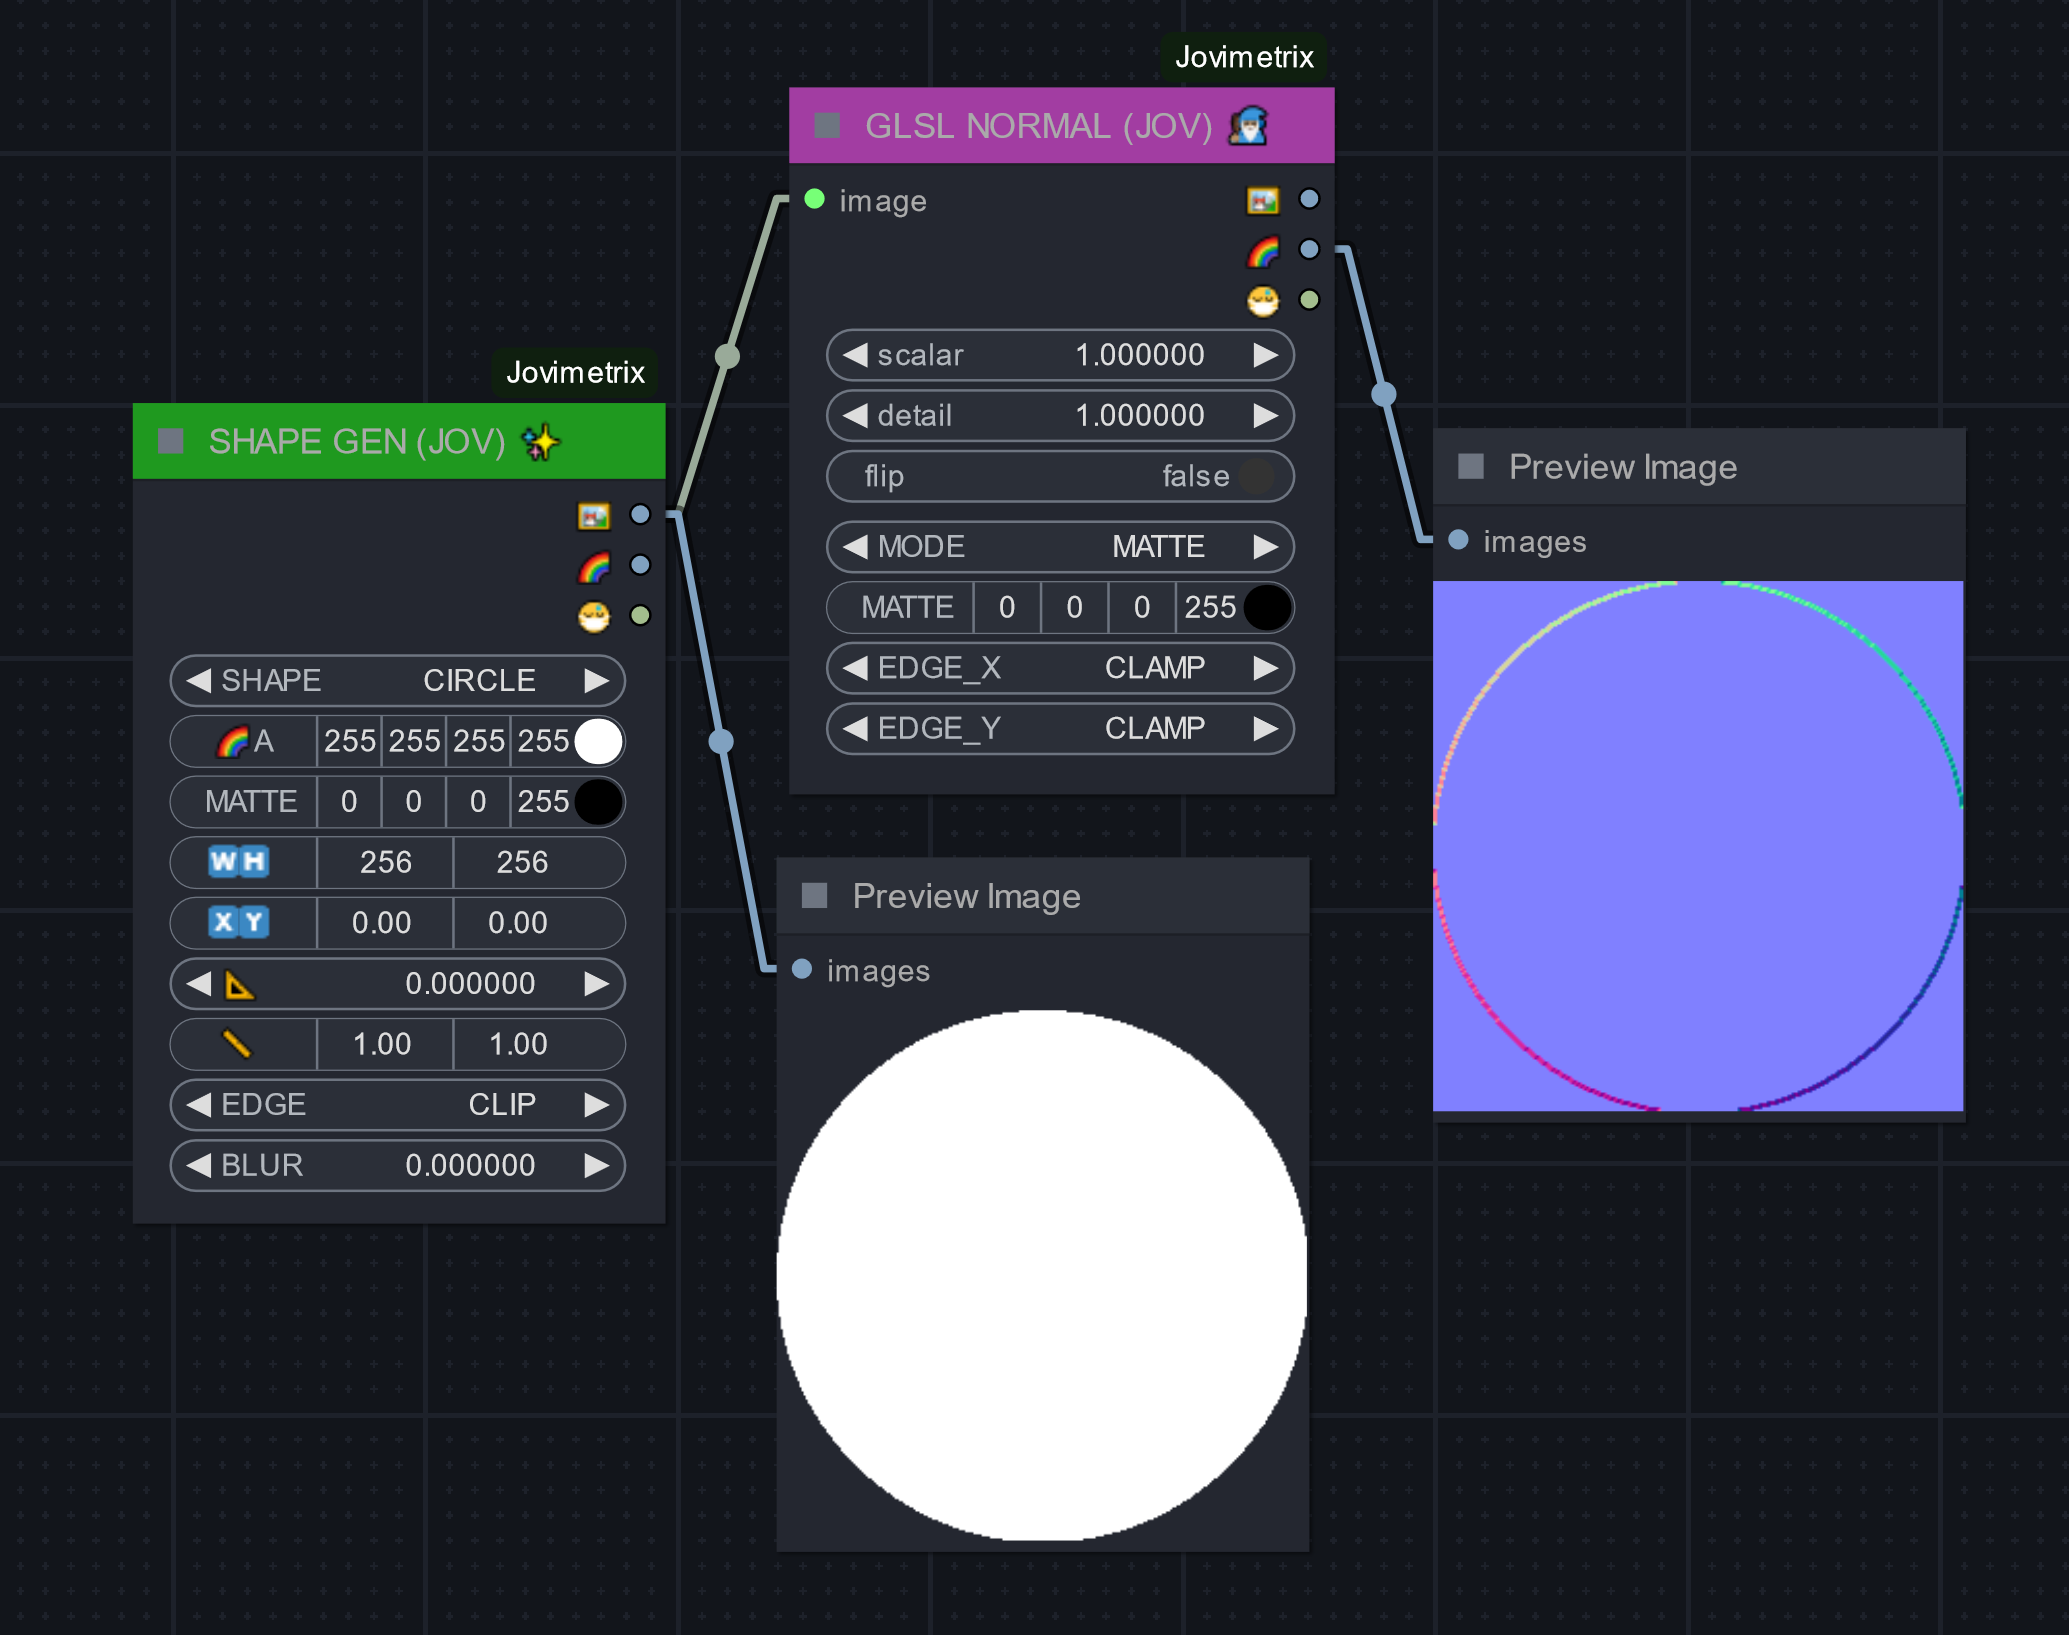 Jovimetrix
GLSL NORMAL (JOV)
image
scalar 1.000000
detail 1.000000
flip false
MODE MATTE
MATTE 0 0 0 255
EDGE_X CLAMP
EDGE_Y CLAMP
Jovimetrix
SHAPE GEN (JOV)
SHAPE CIRCLE
A 255 255 255 255
MATTE 0 0 0 255
W H 256 256
X Y 0.00 0.00
0.000000
1.00 1.00
EDGE CLIP
BLUR 0.000000
Preview Image
images
Preview Image
images